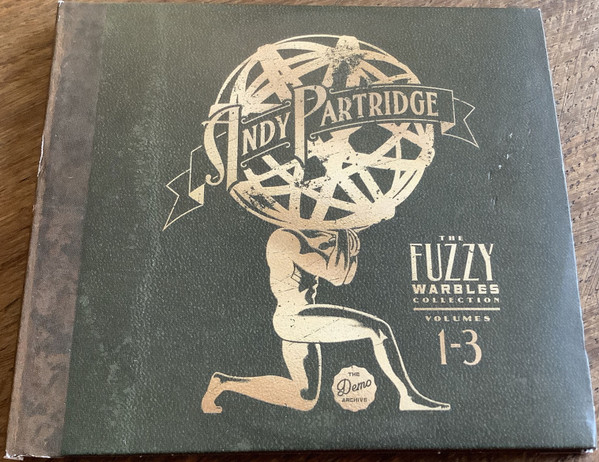 ANDY PARTRIDGE
THE
FUZZY
WARBLES
COLLECTION
VOLUMES
1-3
THE
Demo
ARCHIVE